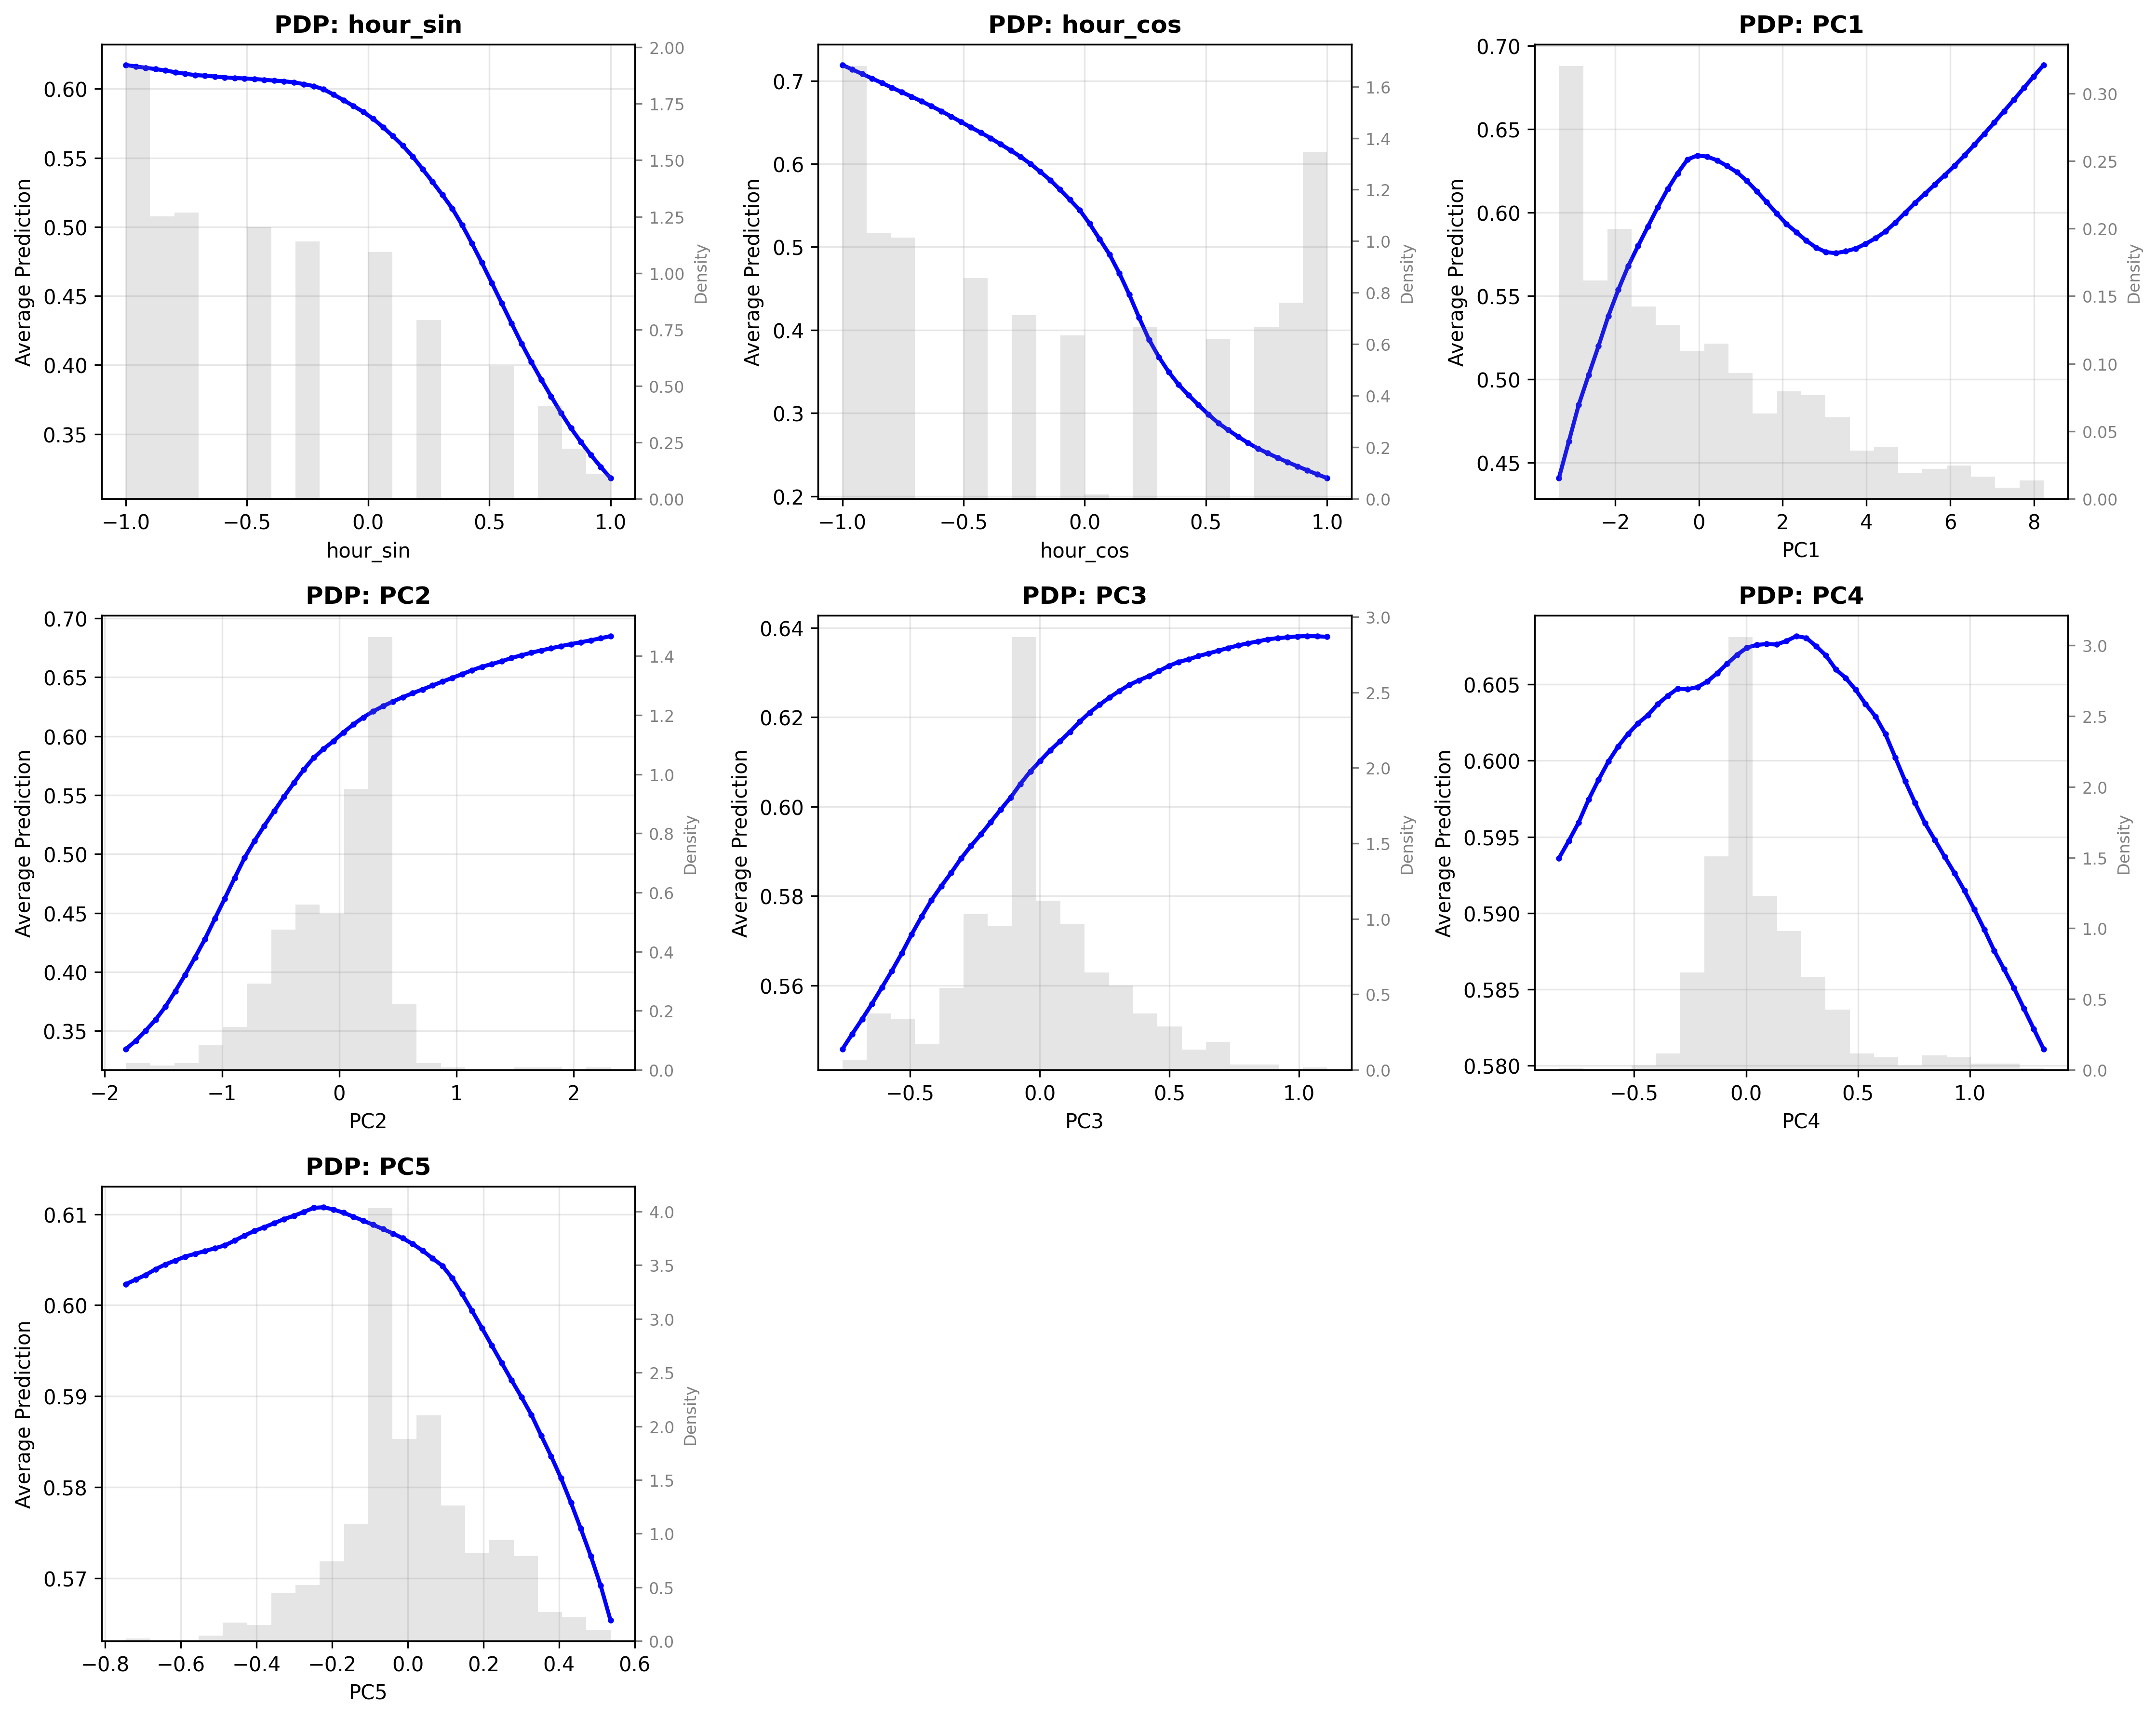 PDP: hour_sin
0.60
0.55
0.50
0.45
0.40
0.35
Average Prediction
2.00
1.75
1.50
1.25
1.00
0.75
0.50
0.25
0.00
Density
−1.0 −0.5 0.0 0.5 1.0
hour_sin
PDP: hour_cos
0.7
0.6
0.5
0.4
0.3
0.2
Average Prediction
1.6
1.4
1.2
1.0
0.8
0.6
0.4
0.2
0.0
Density
−1.0 −0.5 0.0 0.5 1.0
hour_cos
PDP: PC1
0.70
0.65
0.60
0.55
0.50
0.45
Average Prediction
0.30
0.25
0.20
0.15
0.10
0.05
0.00
Density
−2 0 2 4 6 8
PC1
PDP: PC2
0.70
0.65
0.60
0.55
0.50
0.45
0.40
0.35
Average Prediction
1.4
1.2
1.0
0.8
0.6
0.4
0.2
0.0
Density
−2 −1 0 1 2
PC2
PDP: PC3
0.64
0.62
0.60
0.58
0.56
Average Prediction
3.0
2.5
2.0
1.5
1.0
0.5
0.0
Density
−0.5 0.0 0.5 1.0
PC3
PDP: PC4
0.605
0.600
0.595
0.590
0.585
0.580
Average Prediction
3.0
2.5
2.0
1.5
1.0
0.5
0.0
Density
−0.5 0.0 0.5 1.0
PC4
PDP: PC5
0.61
0.60
0.59
0.58
0.57
Average Prediction
4.0
3.5
3.0
2.5
2.0
1.5
1.0
0.5
0.0
Density
−0.8 −0.6 −0.4 −0.2 0.0 0.2 0.4 0.6
PC5